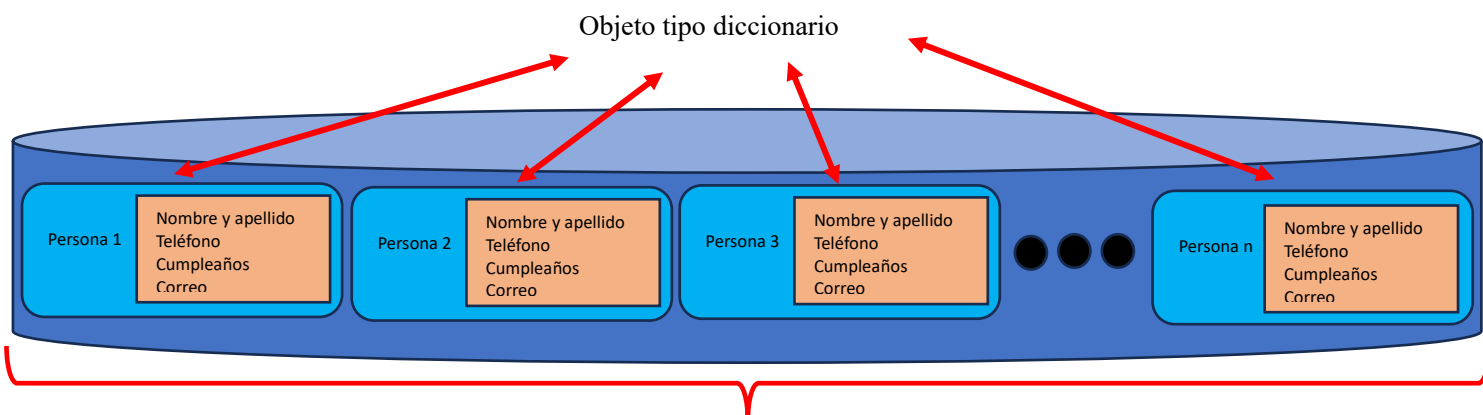 Objeto tipo diccionario
Persona 1
Nombre y apellido
Teléfono
Cumpleaños
Correo
Persona 2
Nombre y apellido
Teléfono
Cumpleaños
Correo
Persona 3
Nombre y apellido
Teléfono
Cumpleaños
Correo
Persona n
Nombre y apellido
Teléfono
Cumpleaños
Correo